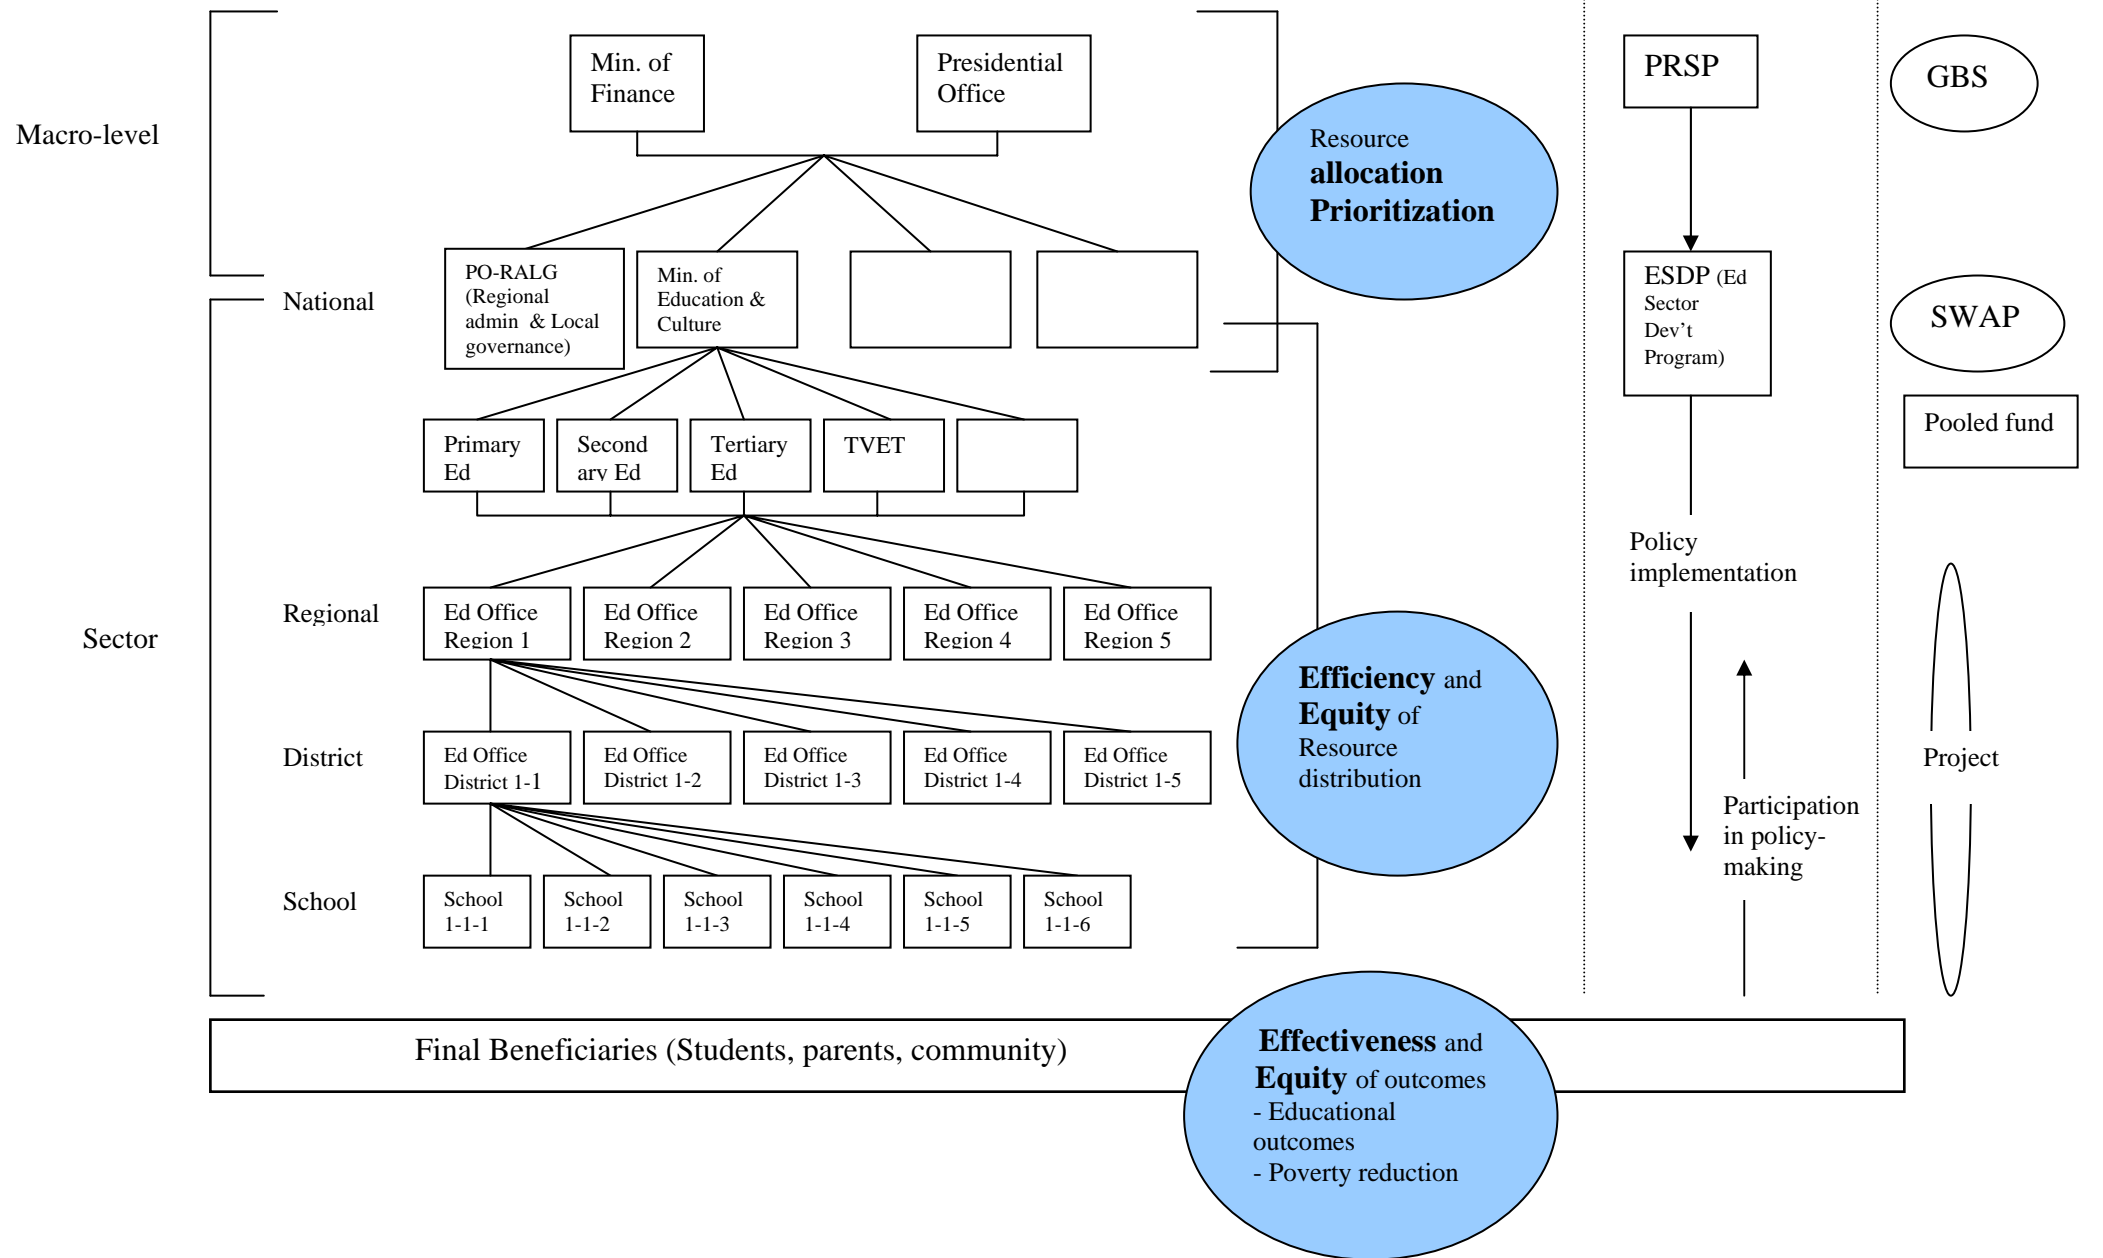 Macro-level
Sector
National
Regional
District
School
Min. of
Finance
Presidential
Office
PO-RALG
(Regional
admin & Local
governance)
Min. of
Education &
Culture
Primary
Ed
Second
ary Ed
Tertiary
Ed
TVET
Ed Office
Region 1
Ed Office
Region 2
Ed Office
Region 3
Ed Office
Region 4
Ed Office
Region 5
Ed Office
District 1-1
Ed Office
District 1-2
Ed Office
District 1-3
Ed Office
District 1-4
Ed Office
District 1-5
School
1-1-1
School
1-1-2
School
1-1-3
School
1-1-4
School
1-1-5
School
1-1-6
Final Beneficiaries (Students, parents, community)
Resource
allocation
Prioritization
Efficiency and
Equity of
Resource
distribution
Effectiveness and
Equity of outcomes
- Educational
outcomes
- Poverty reduction
PRSP
ESDP (Ed
Sector
Dev’t
Program)
Policy
implementation
Participation
in policy-
making
GBS
SWAP
Pooled fund
Project